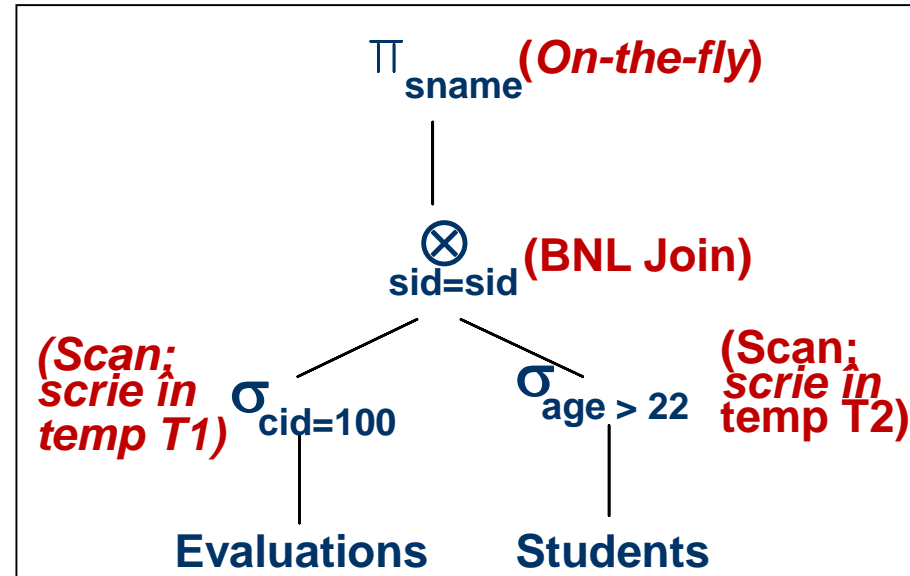 π sname (On-the-fly)
⊗ sid=sid (BNL Join)
(Scan;
scrie în
temp T1)
σ cid=100
σ age > 22
(Scan;
scrie în
temp T2)
Evaluations
Students